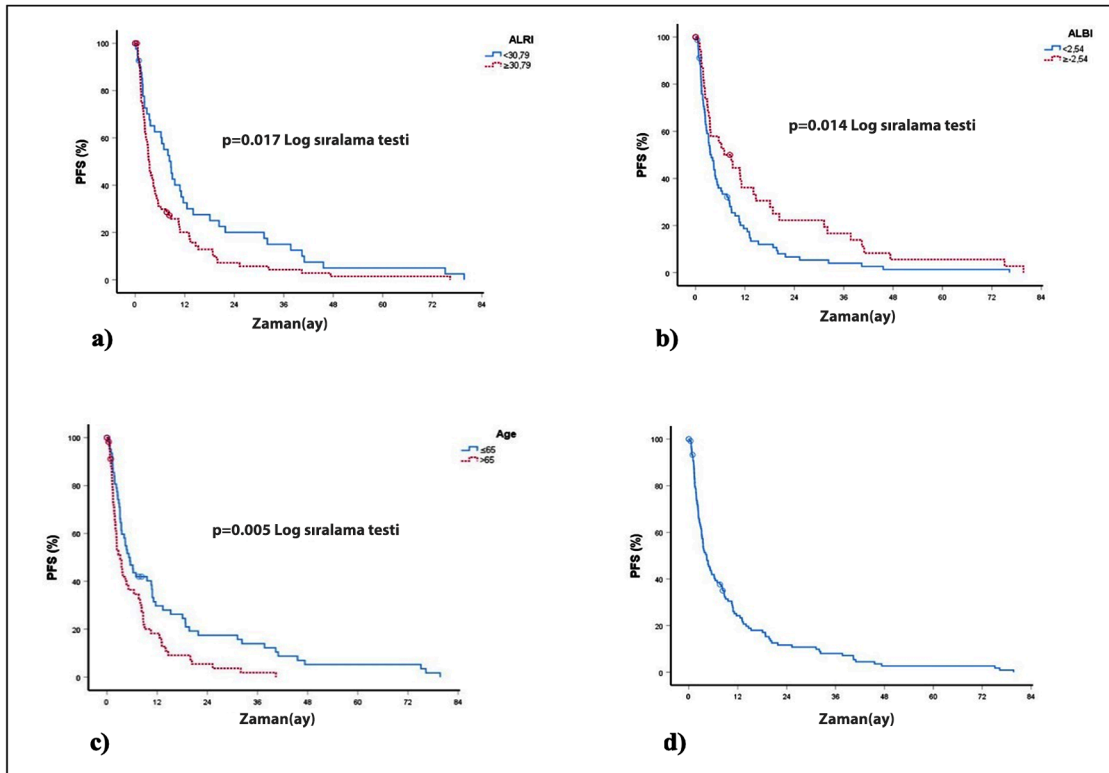 ALRI
<30,79
≥30,79
p=0.017 Log sıralama testi
PFS (%)
100
80
60
40
20
0
0 12 24 36 48 60 72 84
Zaman(ay)
a)
ALBI
<2,54
≥-2,54
p=0.014 Log sıralama testi
PFS (%)
100
80
60
40
20
0
0 12 24 36 48 60 72 84
Zaman(ay)
b)
Age
≤65
>65
p=0.005 Log sıralama testi
PFS (%)
100
80
60
40
20
0
0 12 24 36 48 60 72 84
Zaman(ay)
c)
PFS (%)
100
80
60
40
20
0
0 12 24 36 48 60 72 84
Zaman(ay)
d)